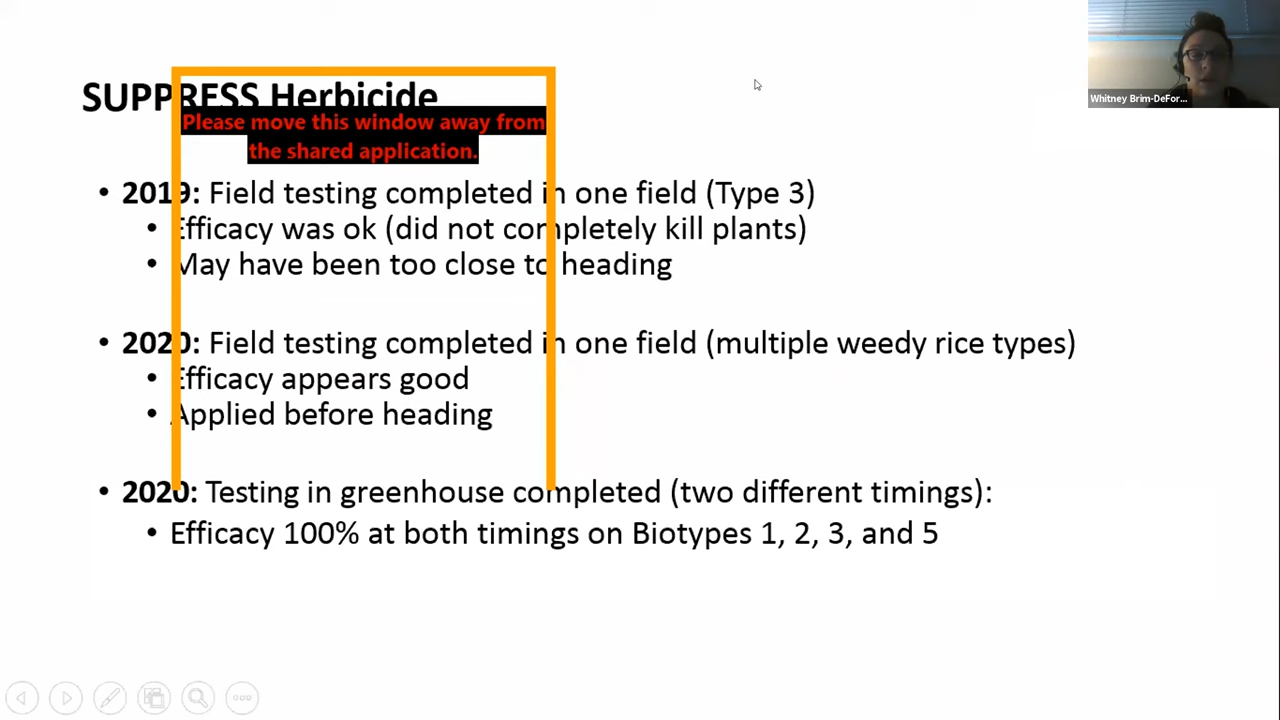 SUPPRESS Herbicide
Please move this window away from
the shared application.
Whitney Brim-DeFor...
• 2019: Field testing completed in one field (Type 3)
• Efficacy was ok (did not completely kill plants)
• May have been too close to heading
• 2020: Field testing completed in one field (multiple weedy rice types)
• Efficacy appears good
• Applied before heading
• 2020: Testing in greenhouse completed (two different timings):
• Efficacy 100% at both timings on Biotypes 1, 2, 3, and 5